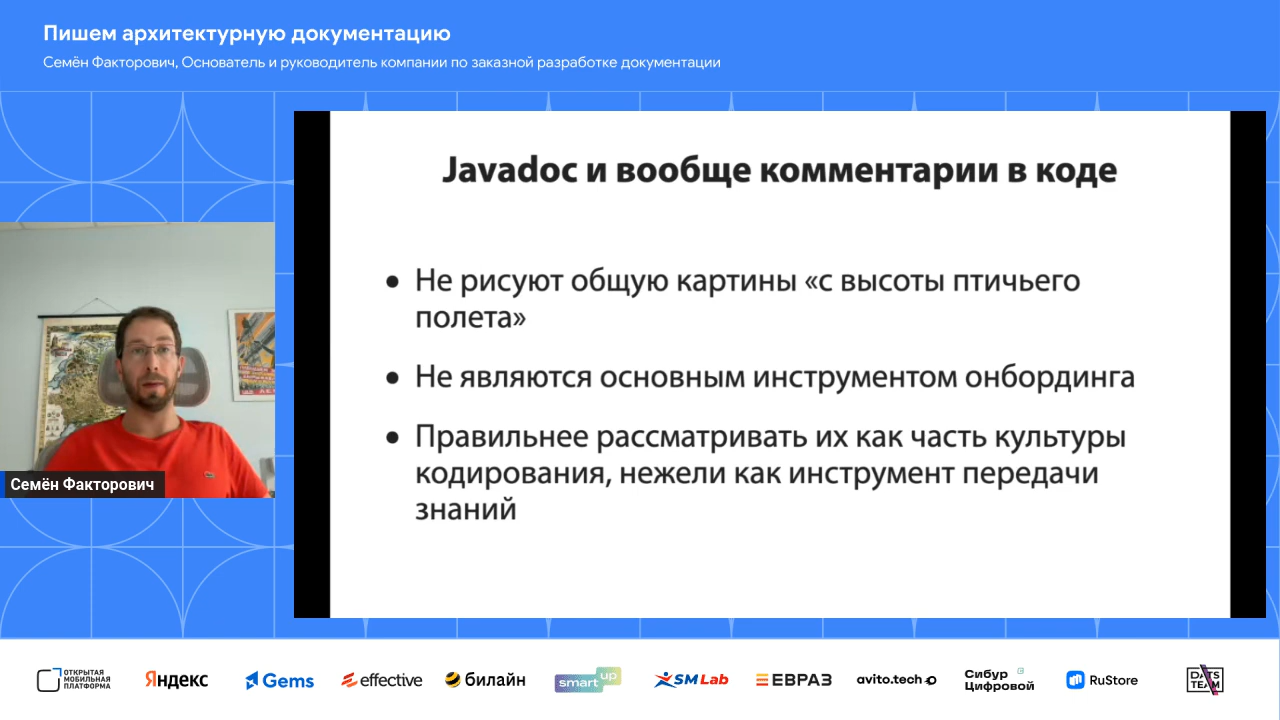 Пишем архитектурную документацию
Семён Факторович, Основатель и руководитель компании по заказной разработке документации
Javadoc и вообще комментарии в коде
• Не рисуют общую картины «с высоты птичьего
полета»
• Не являются основным инструментом онбординга
• Правильнее рассматривать их как часть культуры
кодирования, нежели как инструмент передачи
знаний
Семён Факторович
ОТКРЫТАЯ
МОБИЛЬНАЯ
ПЛАТФОРМА
Яндекс
Gems
effective
билайн
smart up
SM Lab
ЕВРАЗ
avito.tech
Сибур
Цифровой
RuStore
DATS
TEAM